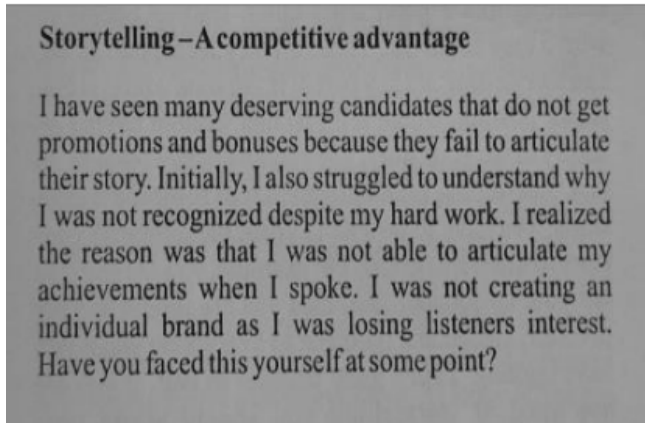 Storytelling – A competitive advantage
I have seen many deserving candidates that do not get
promotions and bonuses because they fail to articulate
their story. Initially, I also struggled to understand why
I was not recognized despite my hard work. I realized
the reason was that I was not able to articulate my
achievements when I spoke. I was not creating an
individual brand as I was losing listeners interest.
Have you faced this yourself at some point?